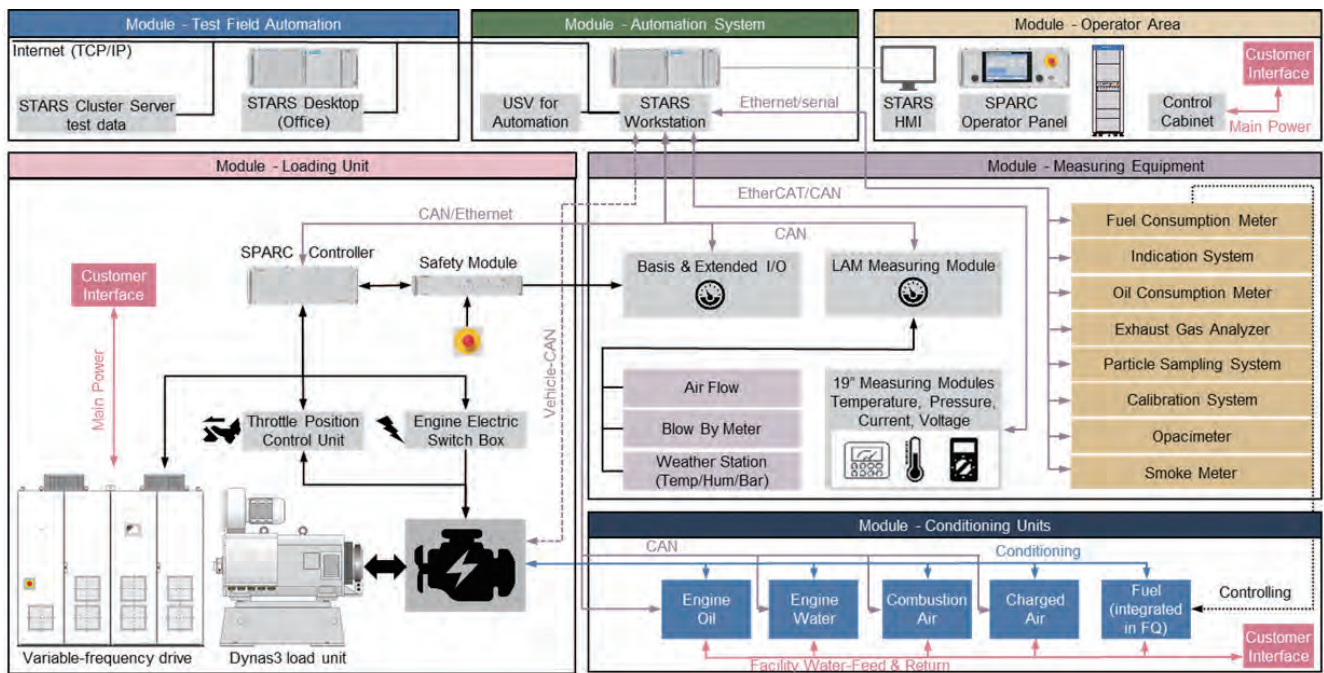 Module - Test Field Automation
Internet (TCP/IP)
STARS Cluster Server
test data
STARS Desktop
(Office)
Module - Automation System
USV for
Automation
STARS
Workstation
Ethernet/serial
Module - Operator Area
STARS
HMI
SPARC
Operator Panel
Control
Cabinet
Customer
Interface
Main Power
Module - Loading Unit
CAN/Ethernet
SPARC Controller
Safety Module
Customer
Interface
Main Power
Vehicle-CAN
Throttle Position
Control Unit
Engine Electric
Switch Box
Variable-frequency drive
Dynas3 load unit
Module - Measuring Equipment
EtherCAT/CAN
CAN
Basis & Extended I/O
LAM Measuring Module
Air Flow
Blow By Meter
Weather Station
(Temp/Hum/Bar)
19" Measuring Modules
Temperature, Pressure,
Current, Voltage
Fuel Consumption Meter
Indication System
Oil Consumption Meter
Exhaust Gas Analyzer
Particle Sampling System
Calibration System
Opacimeter
Smoke Meter
Module - Conditioning Units
CAN
Conditioning
Engine
Oil
Engine
Water
Combustion
Air
Charged
Air
Fuel
(integrated
in FQ)
Controlling
Customer
Interface
Facility Water-Feed & Return